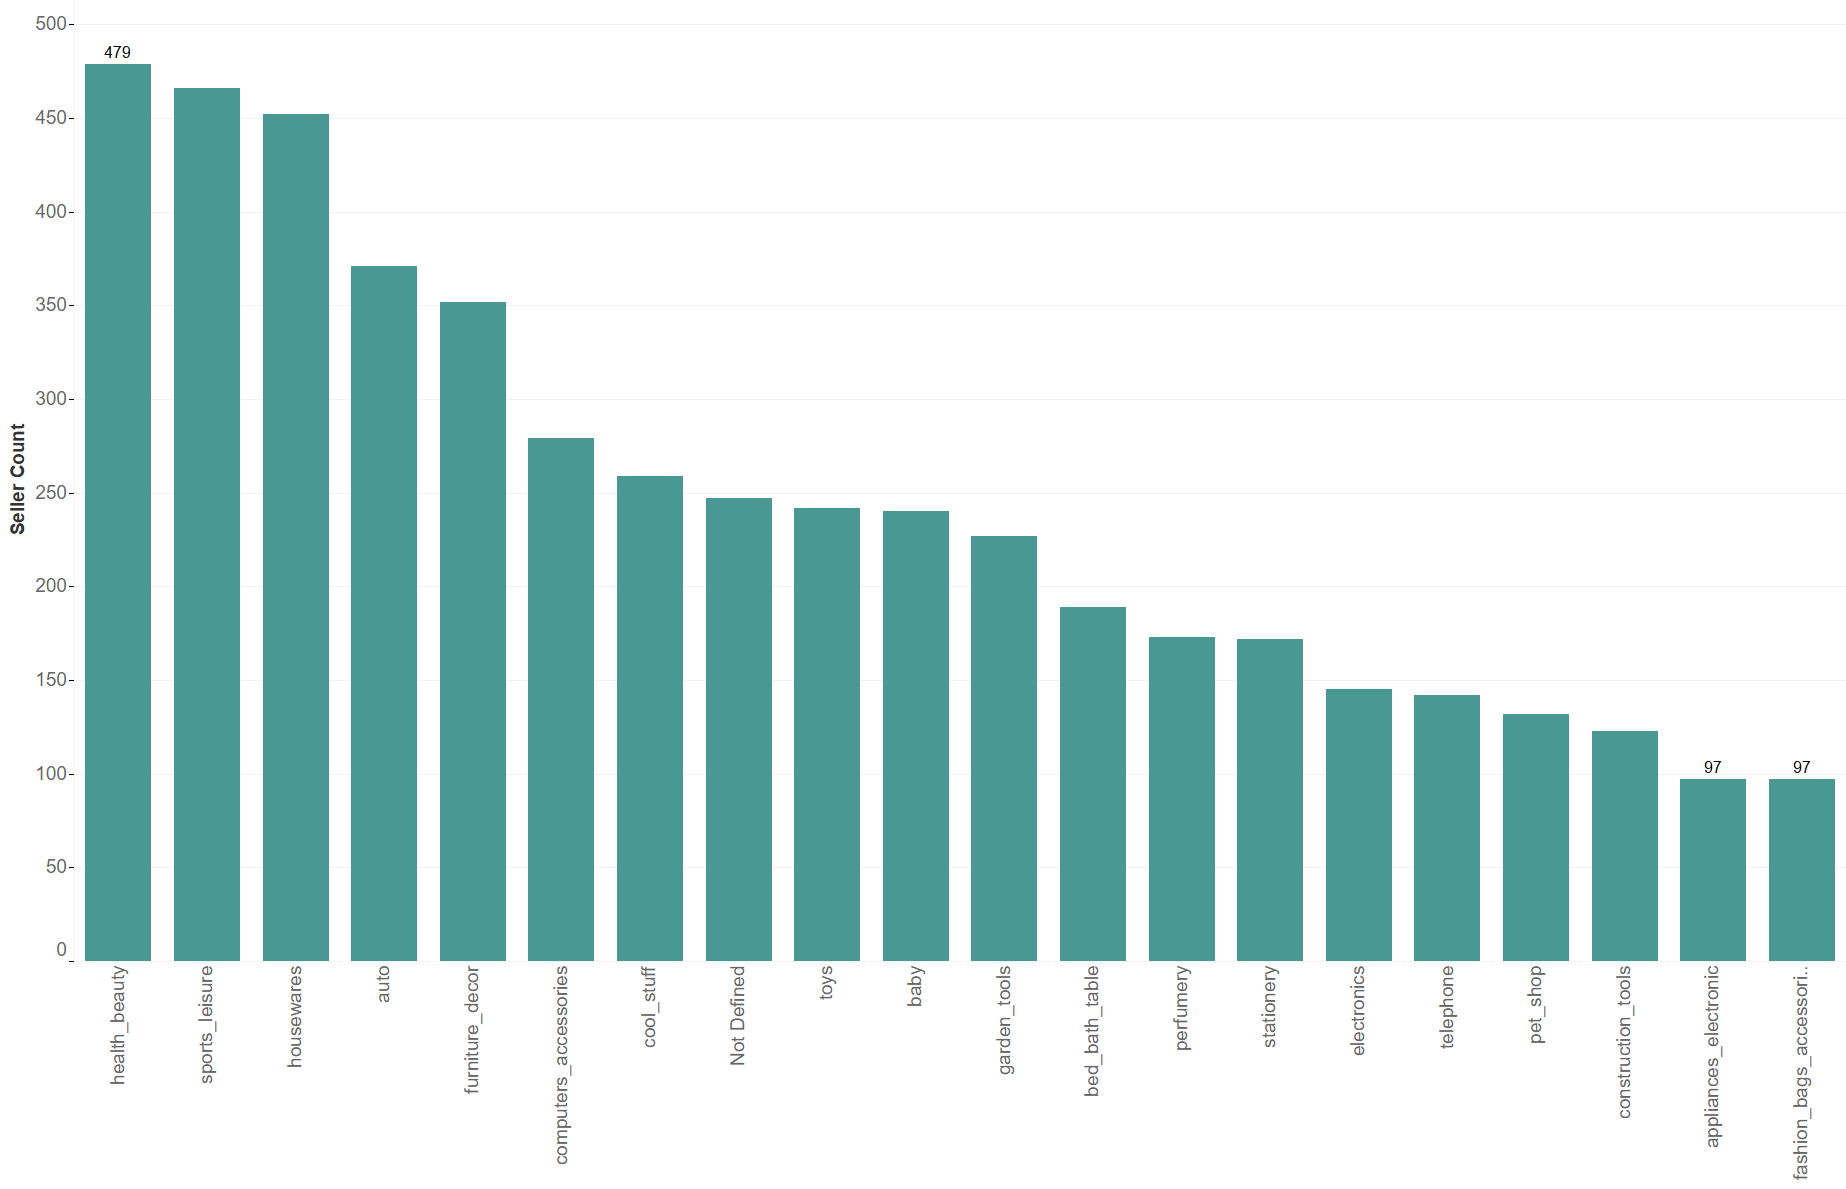 500
479
450
400
350
300
Seller Count
250
200
150
100
97
97
50
0
health_beauty
sports_leisure
housewares
auto
furniture_decor
computers_accessories
cool_stuff
Not Defined
toys
baby
garden_tools
bed_bath_table
perfumery
stationery
electronics
telephone
pet_shop
construction_tools
appliances_electronic
fashion_bags_accessori..